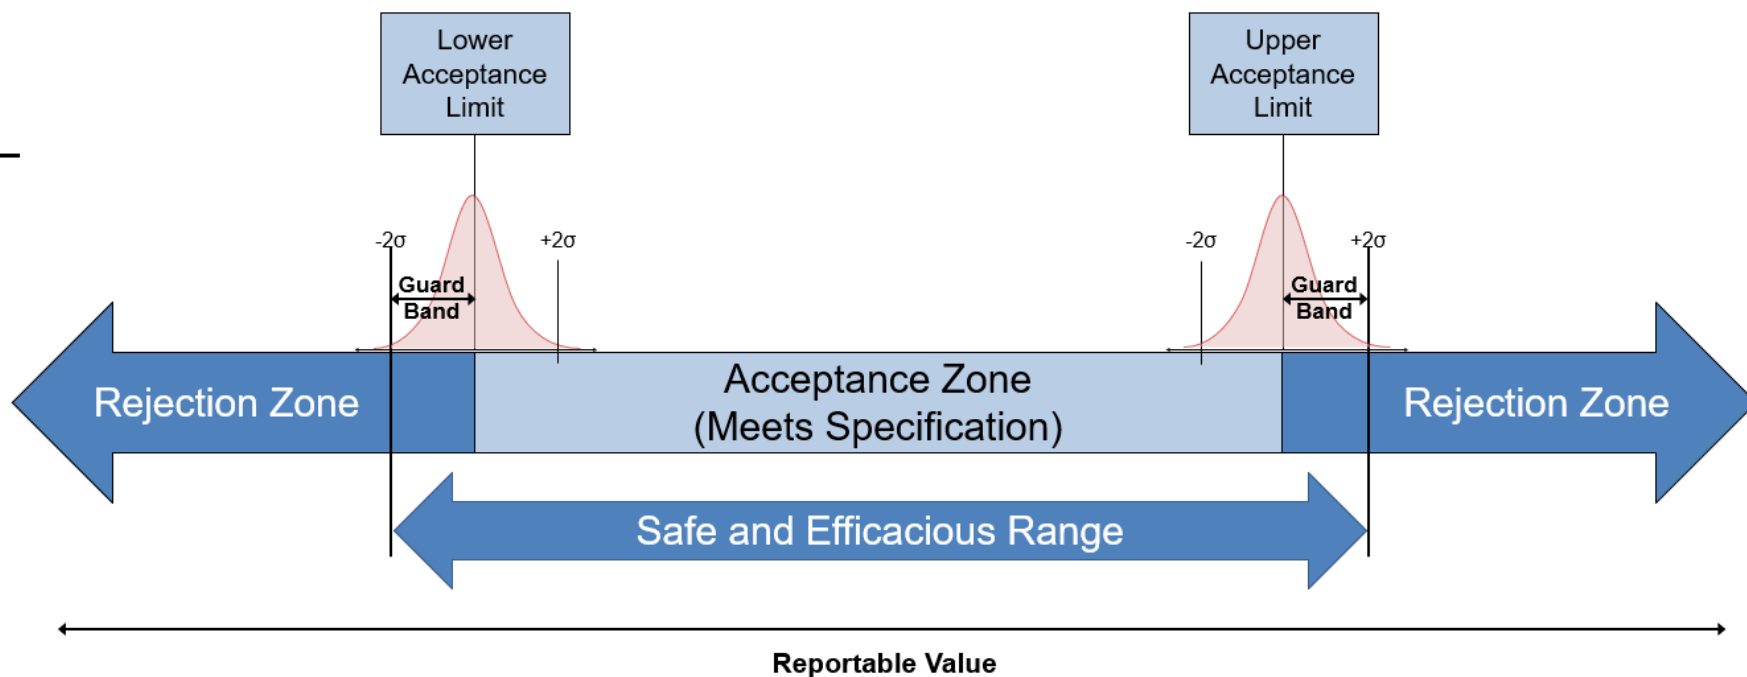 Lower
Acceptance
Limit
Upper
Acceptance
Limit
-2σ
+2σ
-2σ
+2σ
Guard
Band
Guard
Band
Rejection Zone
Acceptance Zone
(Meets Specification)
Rejection Zone
Safe and Efficacious Range
Reportable Value